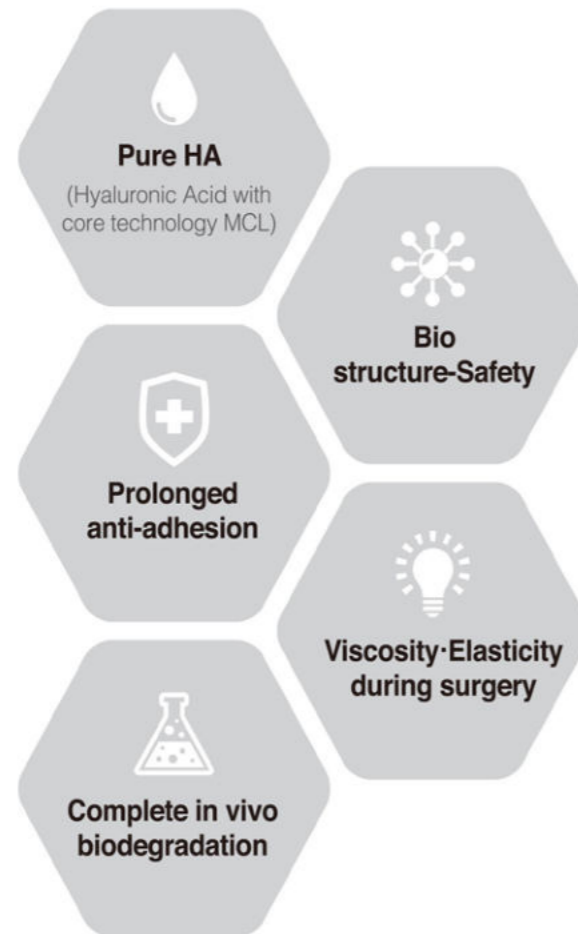 Pure HA
(Hyaluronic Acid with
core technology MCL)
Bio
structure-Safety
Prolonged
anti-adhesion
Viscosity·Elasticity
during surgery
Complete in vivo
biodegradation